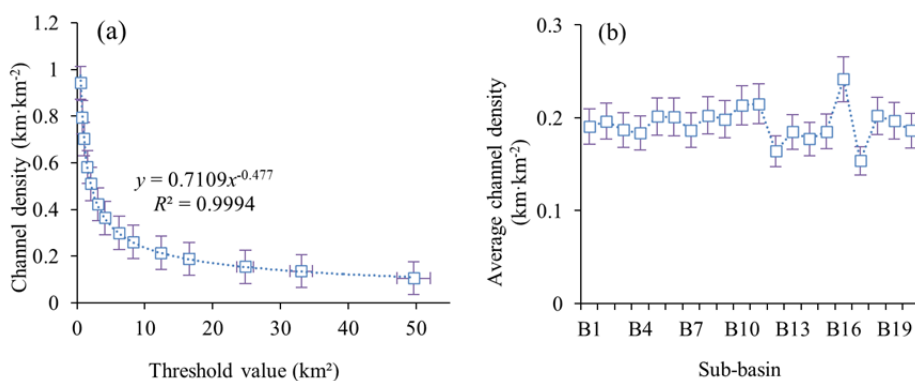 (a)
Channel density (km·km⁻²)
1.2
1
0.8
0.6
0.4
0.2
0
y = 0.7109x⁻⁰·⁴⁷⁷
R² = 0.9994
0 10 20 30 40 50
Threshold value (km²)
(b)
Average channel density
(km·km⁻²)
0.3
0.2
0.1
0
B1 B4 B7 B10 B13 B16 B19
Sub-basin